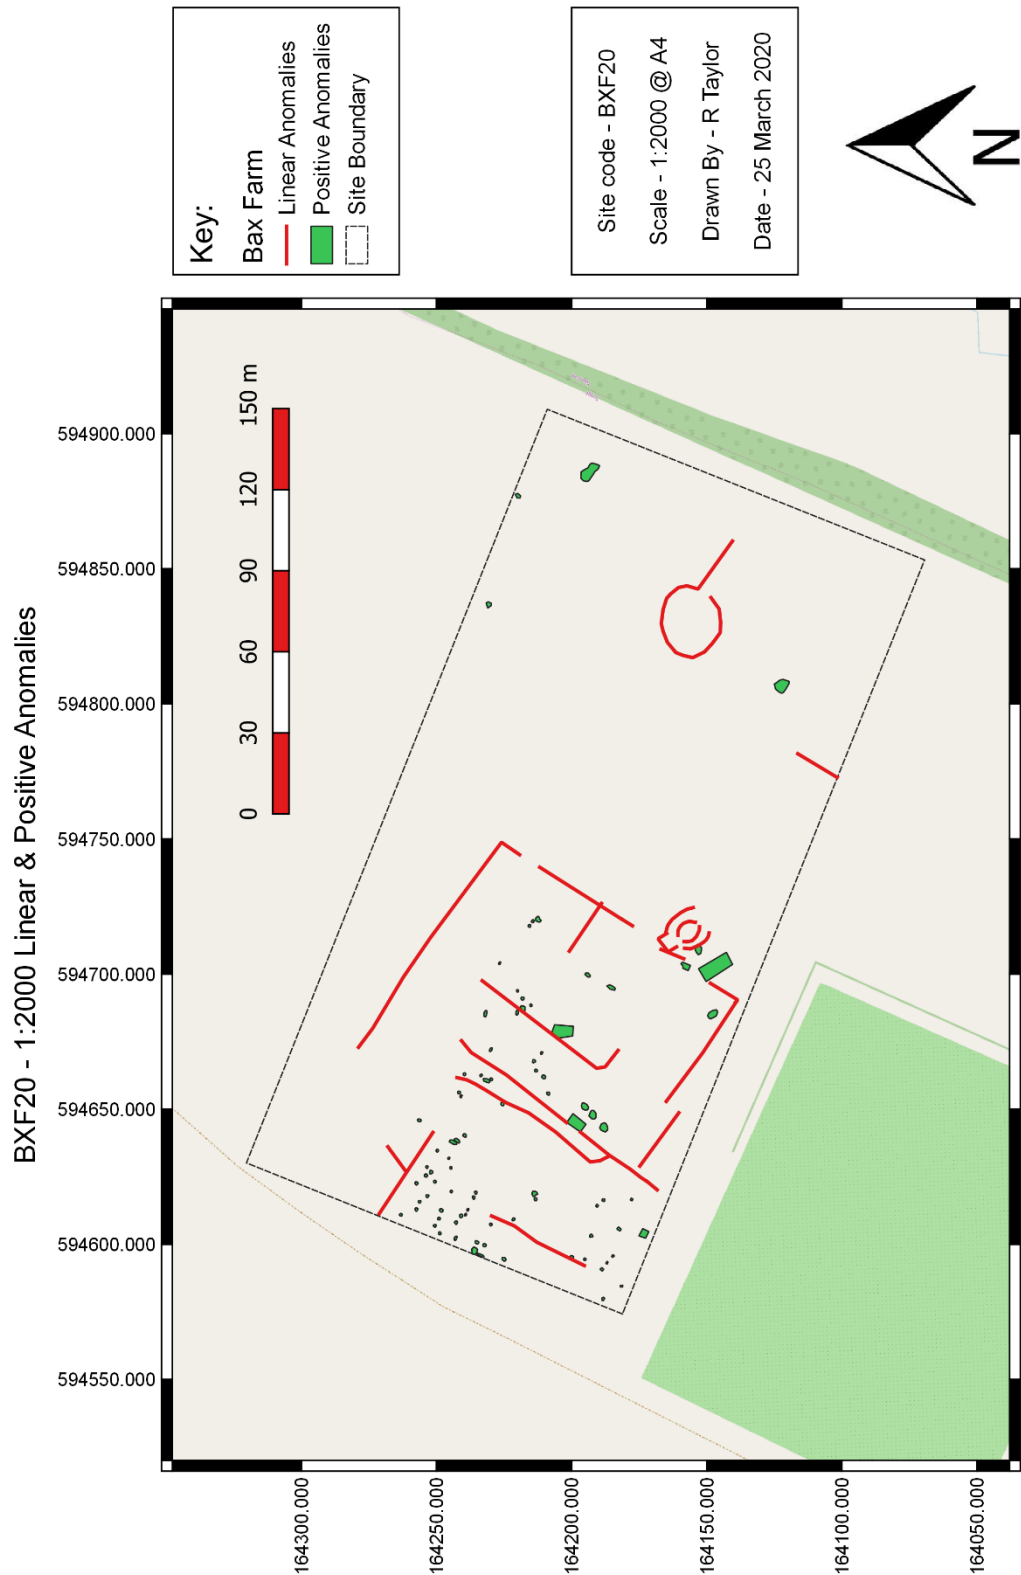 BXF20 - 1:2000 Linear & Positive Anomalies
Key:
Bax Farm
Linear Anomalies
Positive Anomalies
Site Boundary
Site code - BXF20
Scale - 1:2000 @ A4
Drawn By - R Taylor
Date - 25 March 2020
N
0 30 60 90 120 150 m
594550.000 594600.000 594650.000 594700.000 594750.000 594800.000 594850.000 594900.000
164300.000
164250.000
164200.000
164150.000
164100.000
164050.000